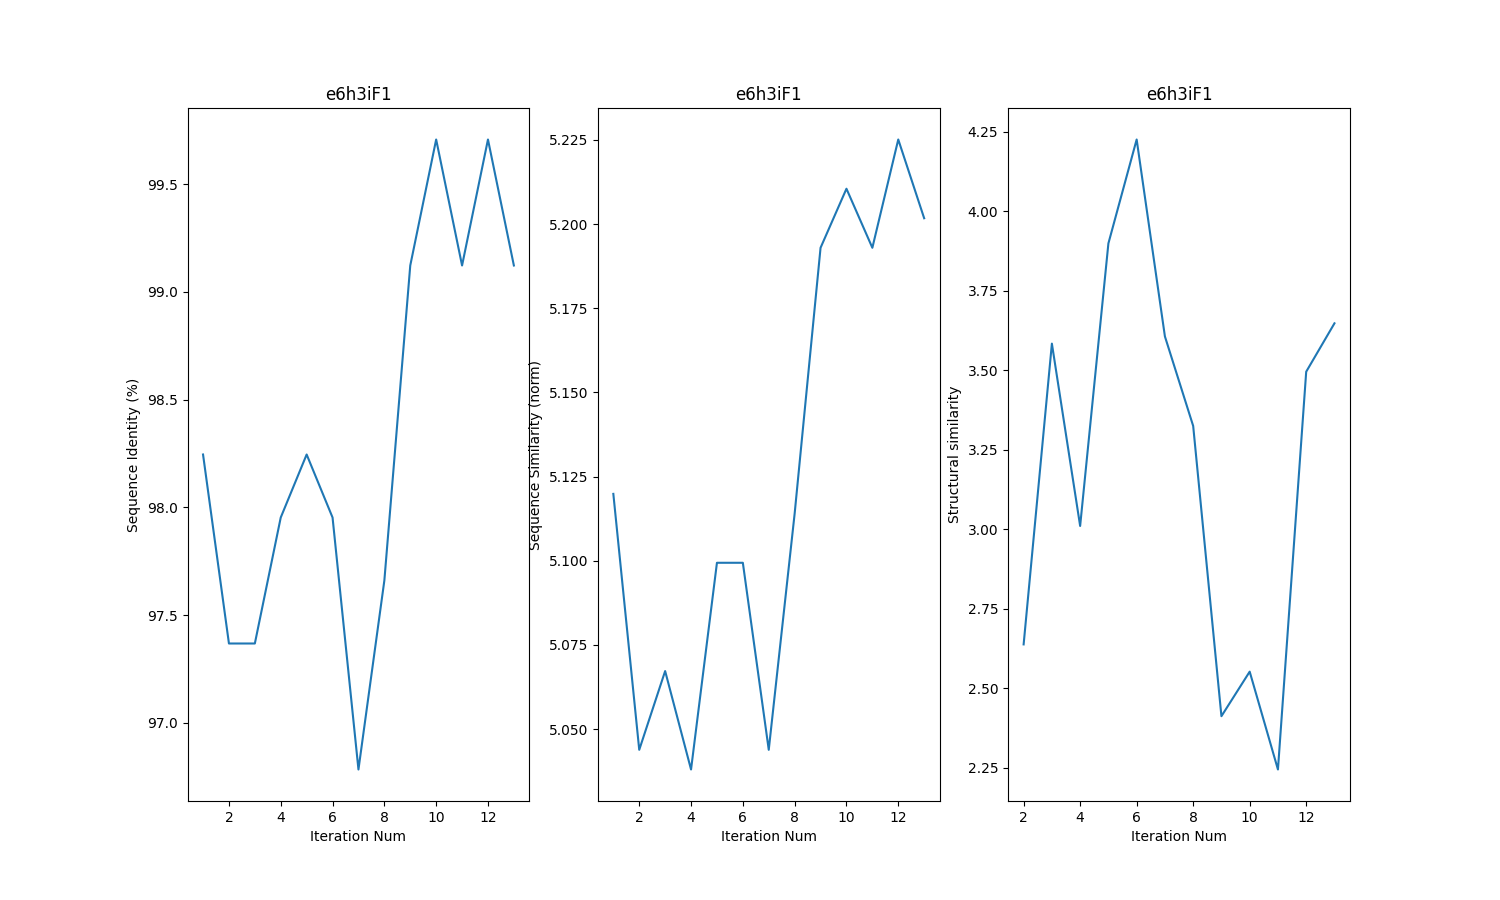 e6h3iF1
99.5
99.0
98.5
98.0
97.5
97.0
Sequence Identity (%)
2 4 6 8 10 12
Iteration Num
e6h3iF1
5.225
5.200
5.175
5.150
5.125
5.100
5.075
5.050
Sequence Similarity (norm)
2 4 6 8 10 12
Iteration Num
e6h3iF1
4.25
4.00
3.75
3.50
3.25
3.00
2.75
2.50
2.25
Structural similarity
2 4 6 8 10 12
Iteration Num